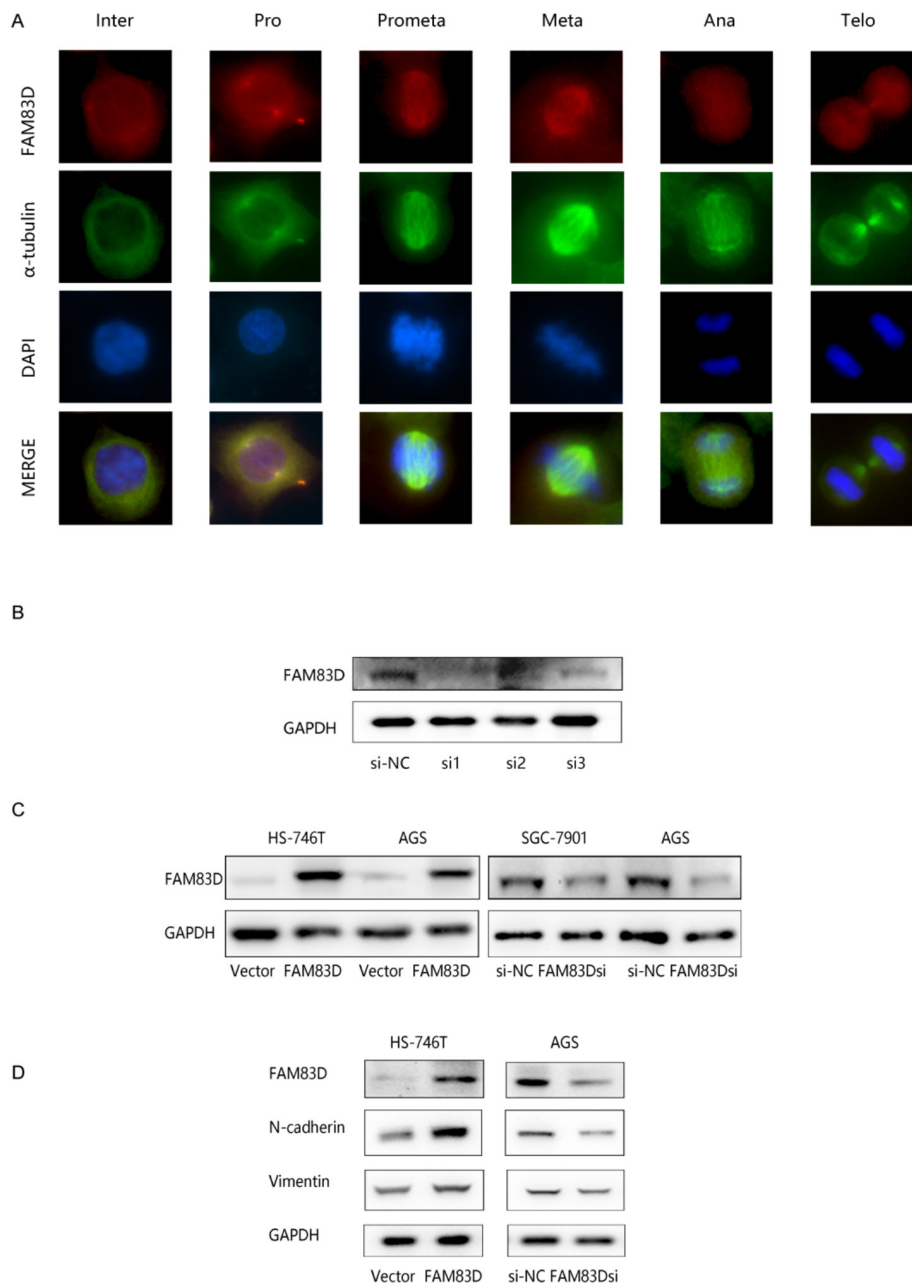 A
Inter Pro Prometa Meta Ana Telo
FAM83D
α-tubulin
DAPI
MERGE
B
FAM83D
GAPDH
si-NC si1 si2 si3
C
HS-746T AGS SGC-7901 AGS
FAM83D
GAPDH
Vector FAM83D Vector FAM83D si-NC FAM83Dsi si-NC FAM83Dsi
D
HS-746T AGS
FAM83D
N-cadherin
Vimentin
GAPDH
Vector FAM83D si-NC FAM83Dsi